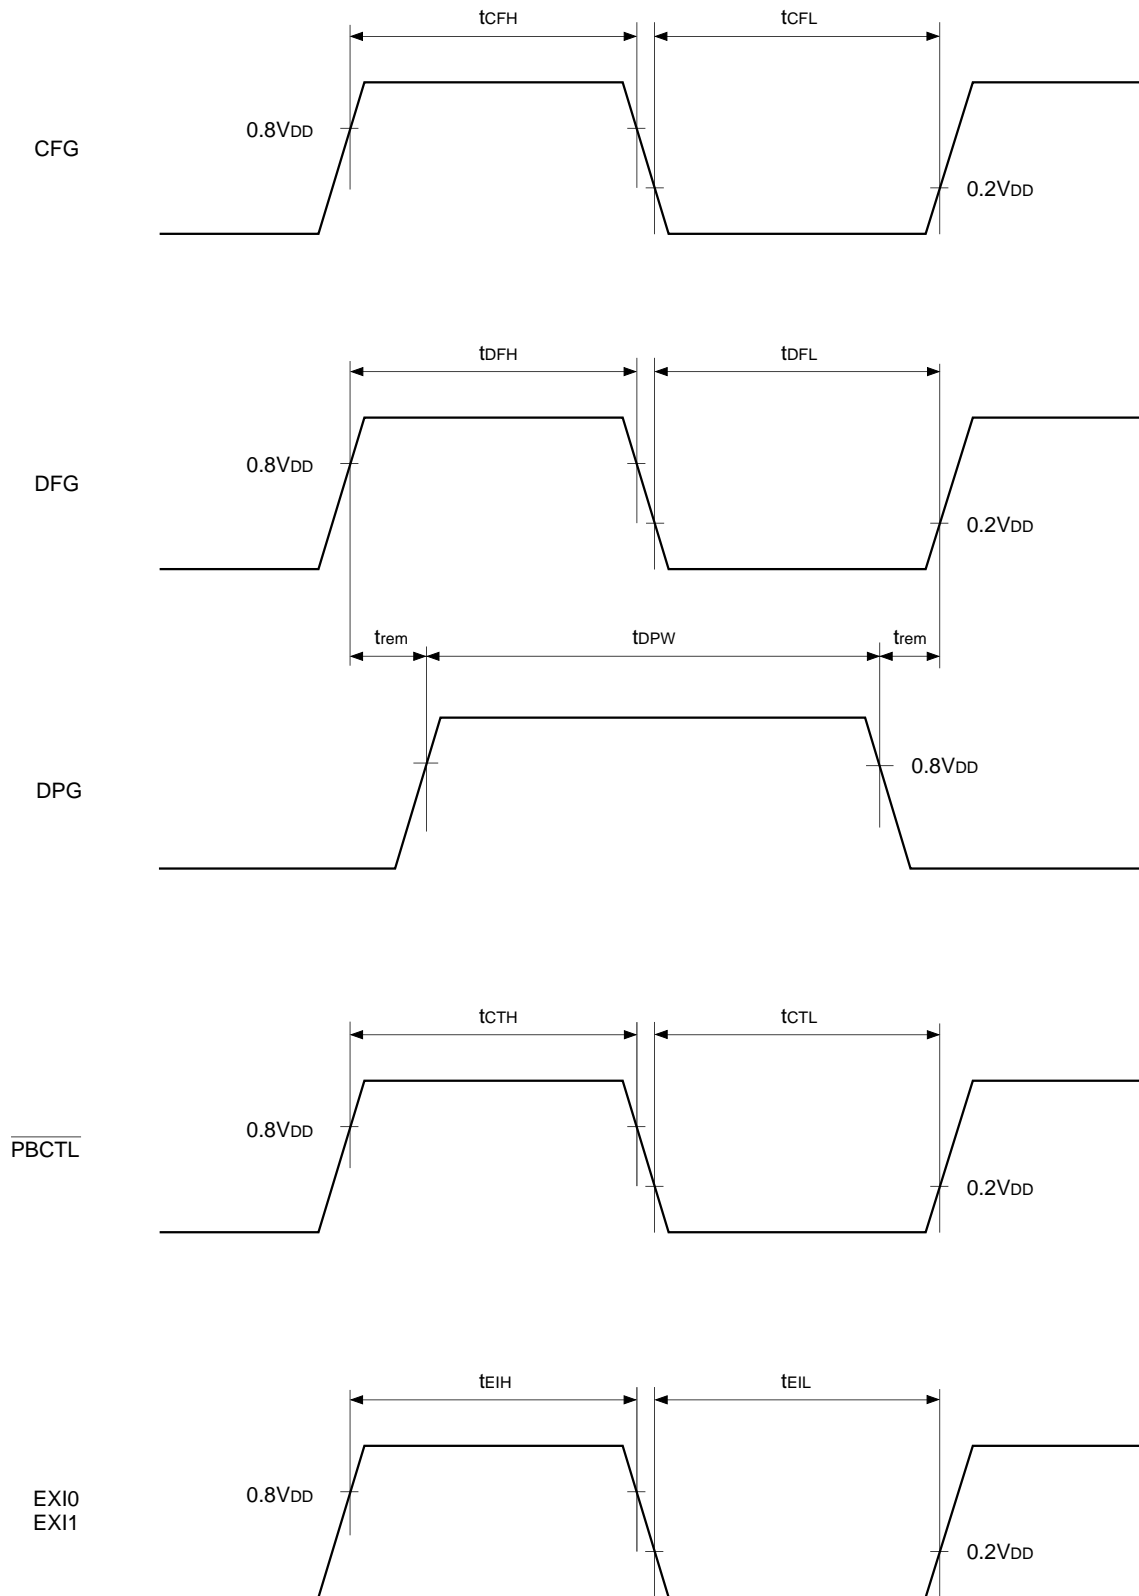 tCFH tCFL
0.8VDD
CFG
0.2VDD
tDFH tDFL
0.8VDD
DFG
0.2VDD
trem tDPW trem
0.8VDD
DPG
tCTH tCTL
0.8VDD
PBCTL
0.2VDD
tEIH tEIL
0.8VDD
EXI0
EXI1
0.2VDD